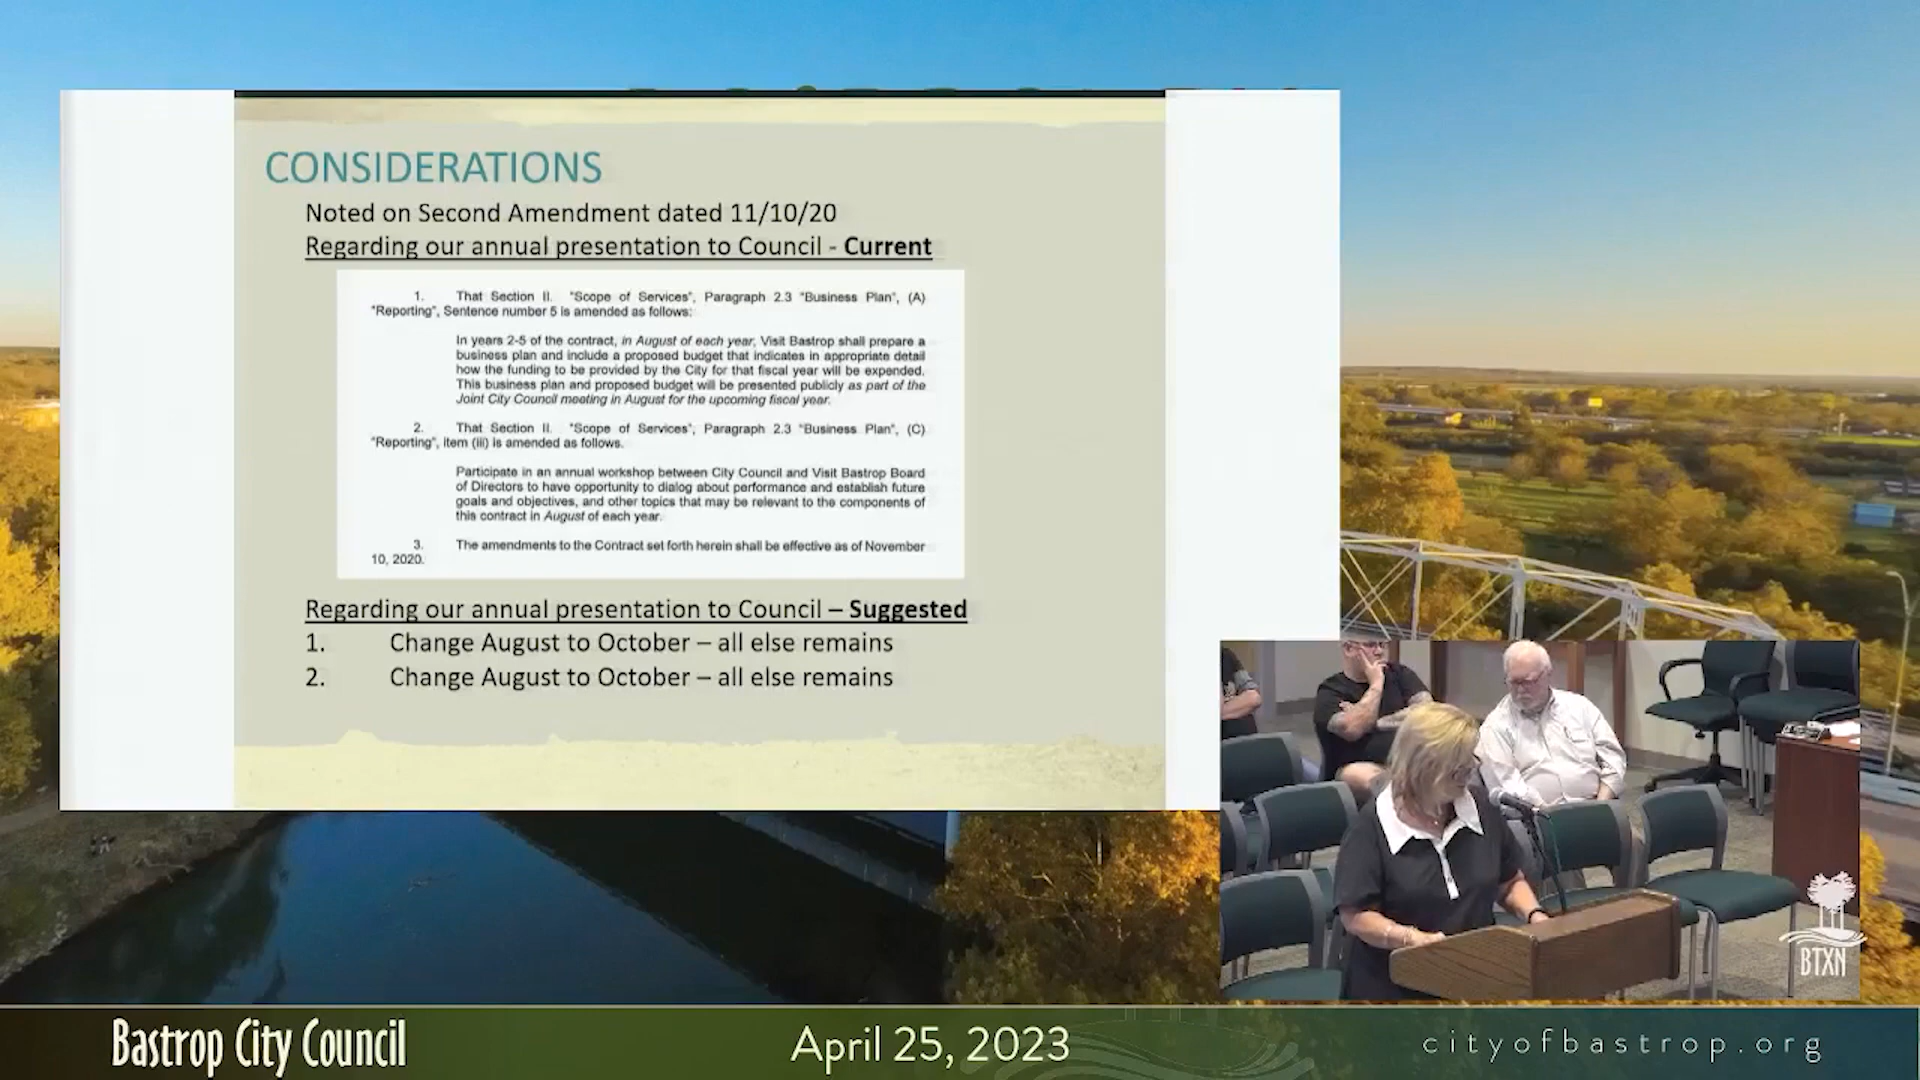 CONSIDERATIONS
Noted on Second Amendment dated 11/10/20
Regarding our annual presentation to Council - Current
1. That Section II. "Scope of Services", Paragraph 2.3 "Business Plan", (A)
"Reporting", Sentence number 5 is amended as follows:
In years 2-5 of the contract, in August of each year, Visit Bastrop shall prepare a
business plan and include a proposed budget that indicates in appropriate detail
how the funding to be provided by the City for that fiscal year will be expended.
This business plan and proposed budget will be presented publicly as part of the
Joint City Council meeting in August for the upcoming fiscal year.
2. That Section II. "Scope of Services", Paragraph 2.3 "Business Plan", (C)
"Reporting", item (iii) is amended as follows.
Participate in an annual workshop between City Council and Visit Bastrop Board
of Directors to have opportunity to dialog about performance and establish future
goals and objectives, and other topics that may be relevant to the components of
this contract in August of each year.
3. The amendments to the Contract set forth herein shall be effective as of November
10, 2020.
Regarding our annual presentation to Council – Suggested
1. Change August to October – all else remains
2. Change August to October – all else remains
BTXN
Bastrop City Council
April 25, 2023
cityofbastrop.org